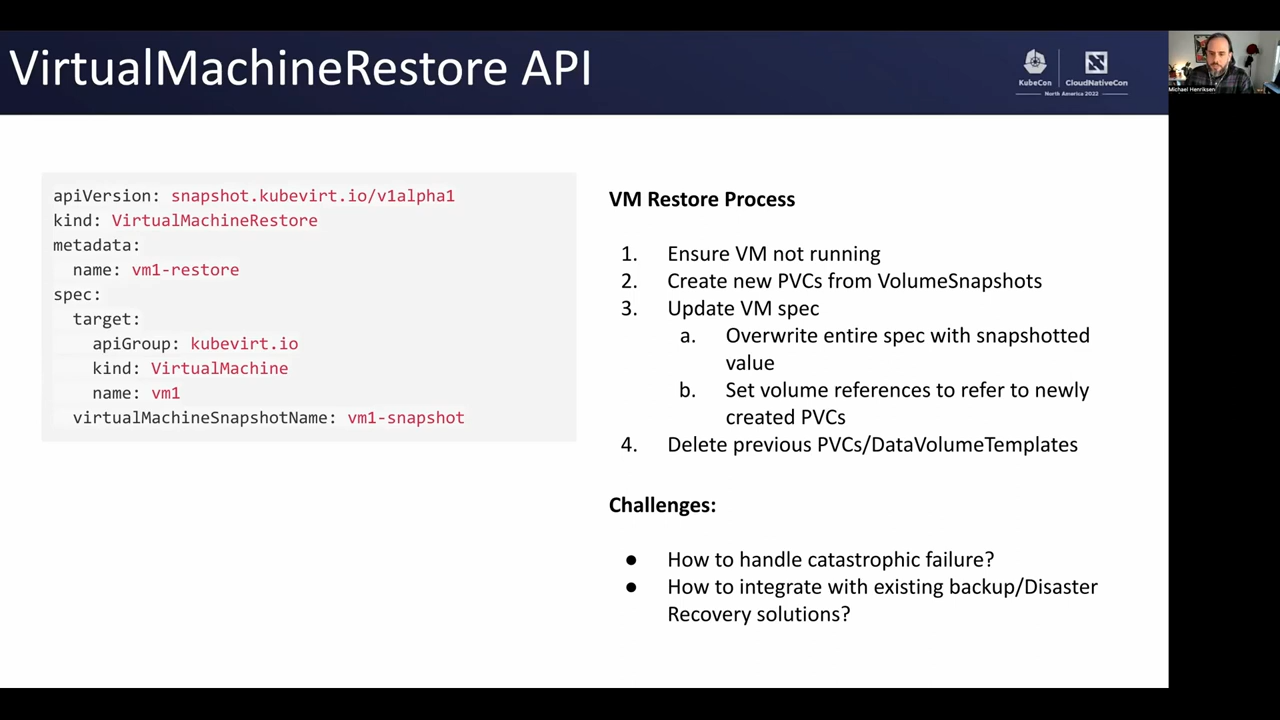 VirtualMachineRestore API
KubeCon
CloudNativeCon
North America 2022
Michael Henriksen
apiVersion: snapshot.kubevirt.io/v1alpha1
kind: VirtualMachineRestore
metadata:
name: vm1-restore
spec:
target:
apiGroup: kubevirt.io
kind: VirtualMachine
name: vm1
virtualMachineSnapshotName: vm1-snapshot
VM Restore Process
1. Ensure VM not running
2. Create new PVCs from VolumeSnapshots
3. Update VM spec
a. Overwrite entire spec with snapshotted
value
b. Set volume references to refer to newly
created PVCs
4. Delete previous PVCs/DataVolumeTemplates
Challenges:
● How to handle catastrophic failure?
● How to integrate with existing backup/Disaster
Recovery solutions?